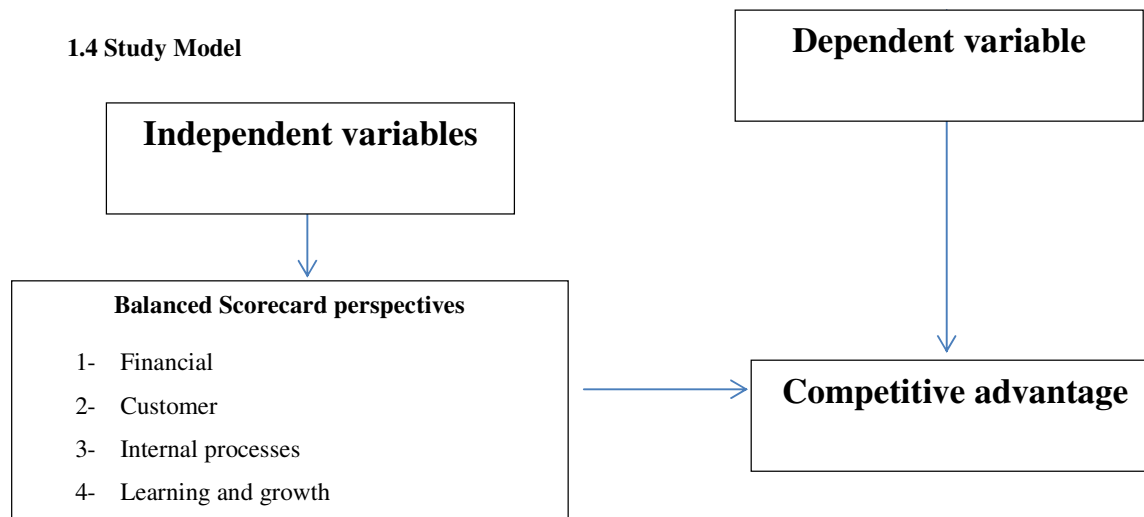 1.4 Study Model
Dependent variable
Independent variables
Balanced Scorecard perspectives
1- Financial
2- Customer
3- Internal processes
4- Learning and growth
Competitive advantage